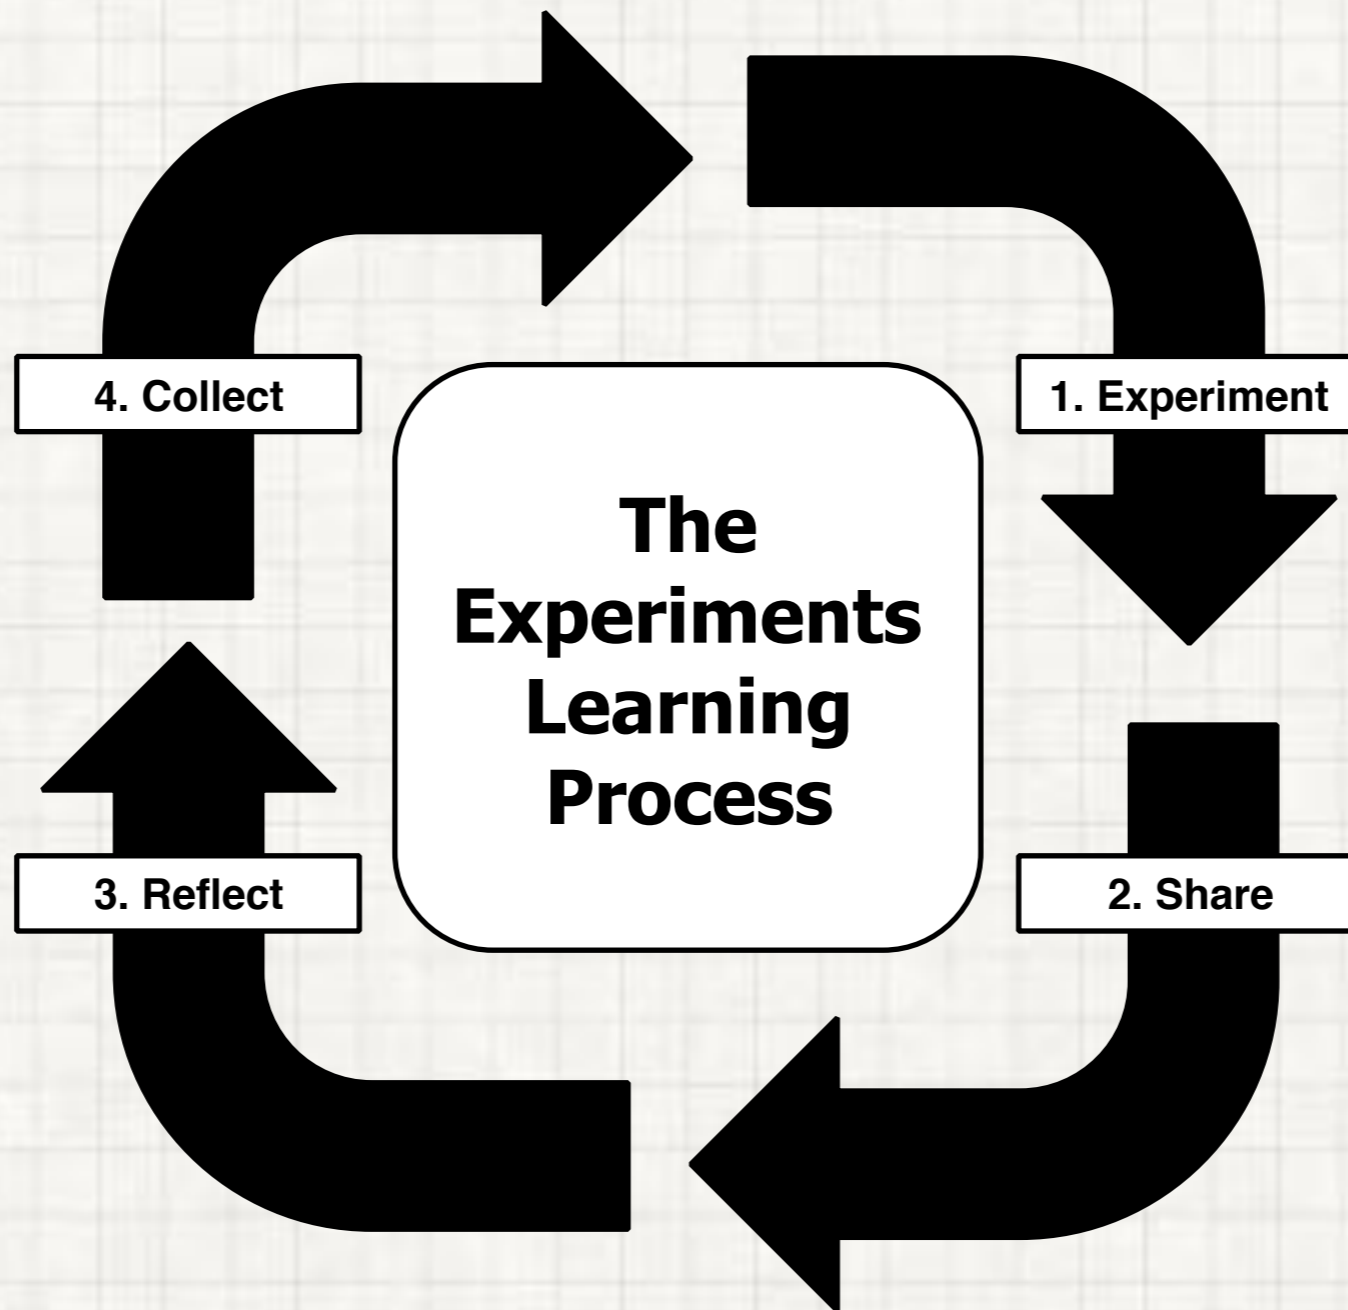 4. Collect
1. Experiment
The
Experiments
Learning
Process
3. Reflect
2. Share